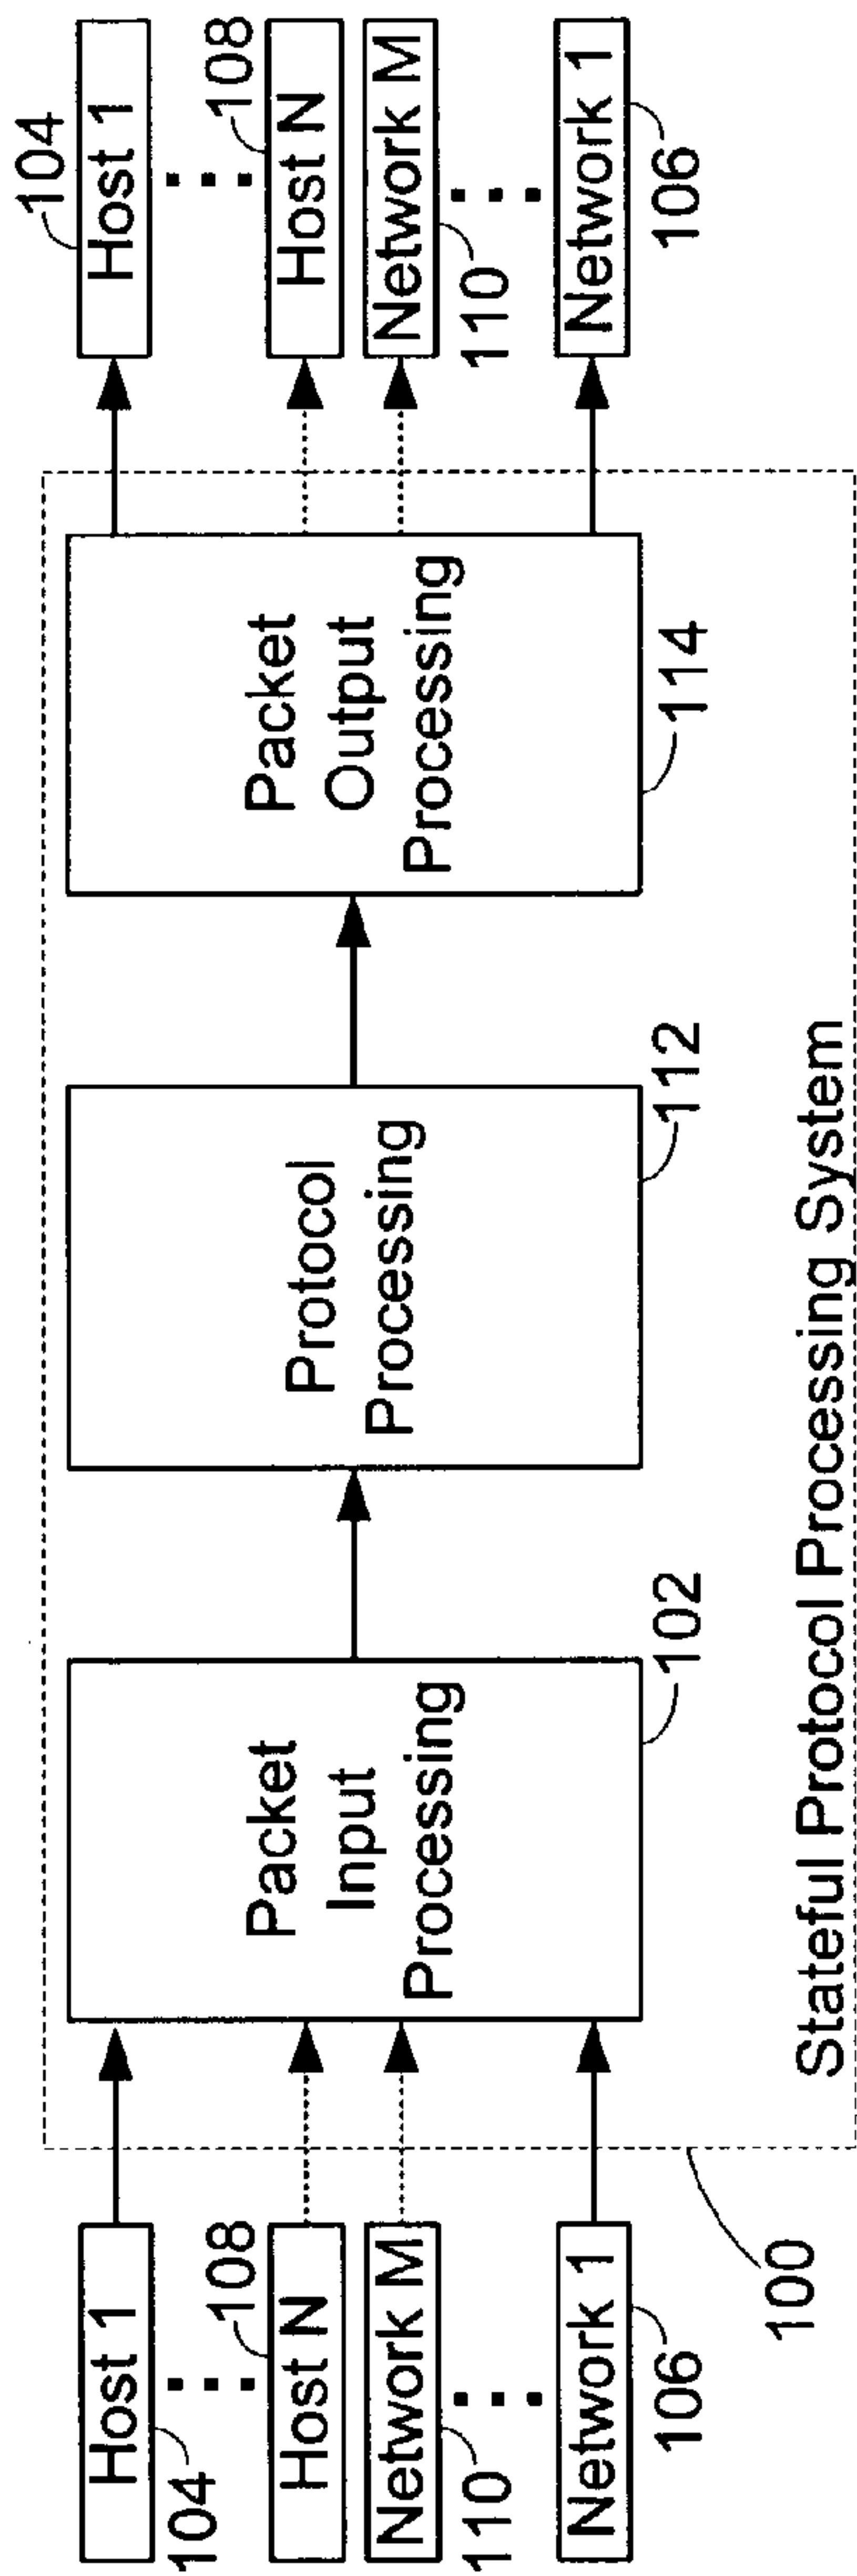 Host 1
104
108
Host N
Network M
110
Network 1
106
Packet
Input
Processing
102
Protocol
Processing
112
Packet
Output
Processing
114
Host 1
104
108
Host N
Network M
110
Network 1
106
Stateful Protocol Processing System
100